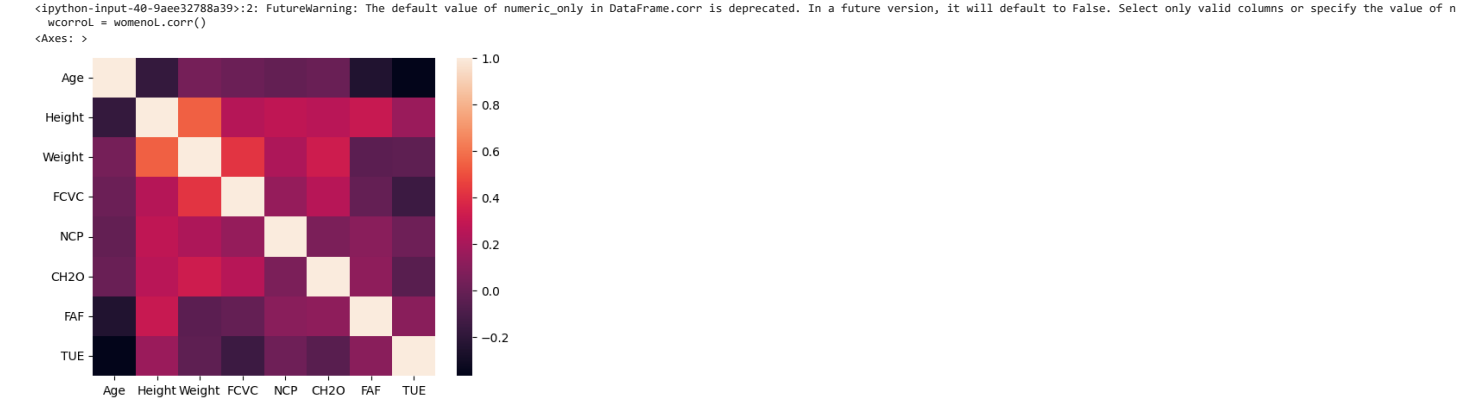 <ipython-input-40-9aee32788a39>:2: FutureWarning: The default value of numeric_only in DataFrame.corr is deprecated. In a future version, it will default to False. Select only valid columns or specify the value of n
wcorroL = womenoL.corr()
<Axes: >
Age
Height
Weight
FCVC
NCP
CH2O
FAF
TUE
Age Height Weight FCVC NCP CH2O FAF TUE
1.0
0.8
0.6
0.4
0.2
0.0
−0.2